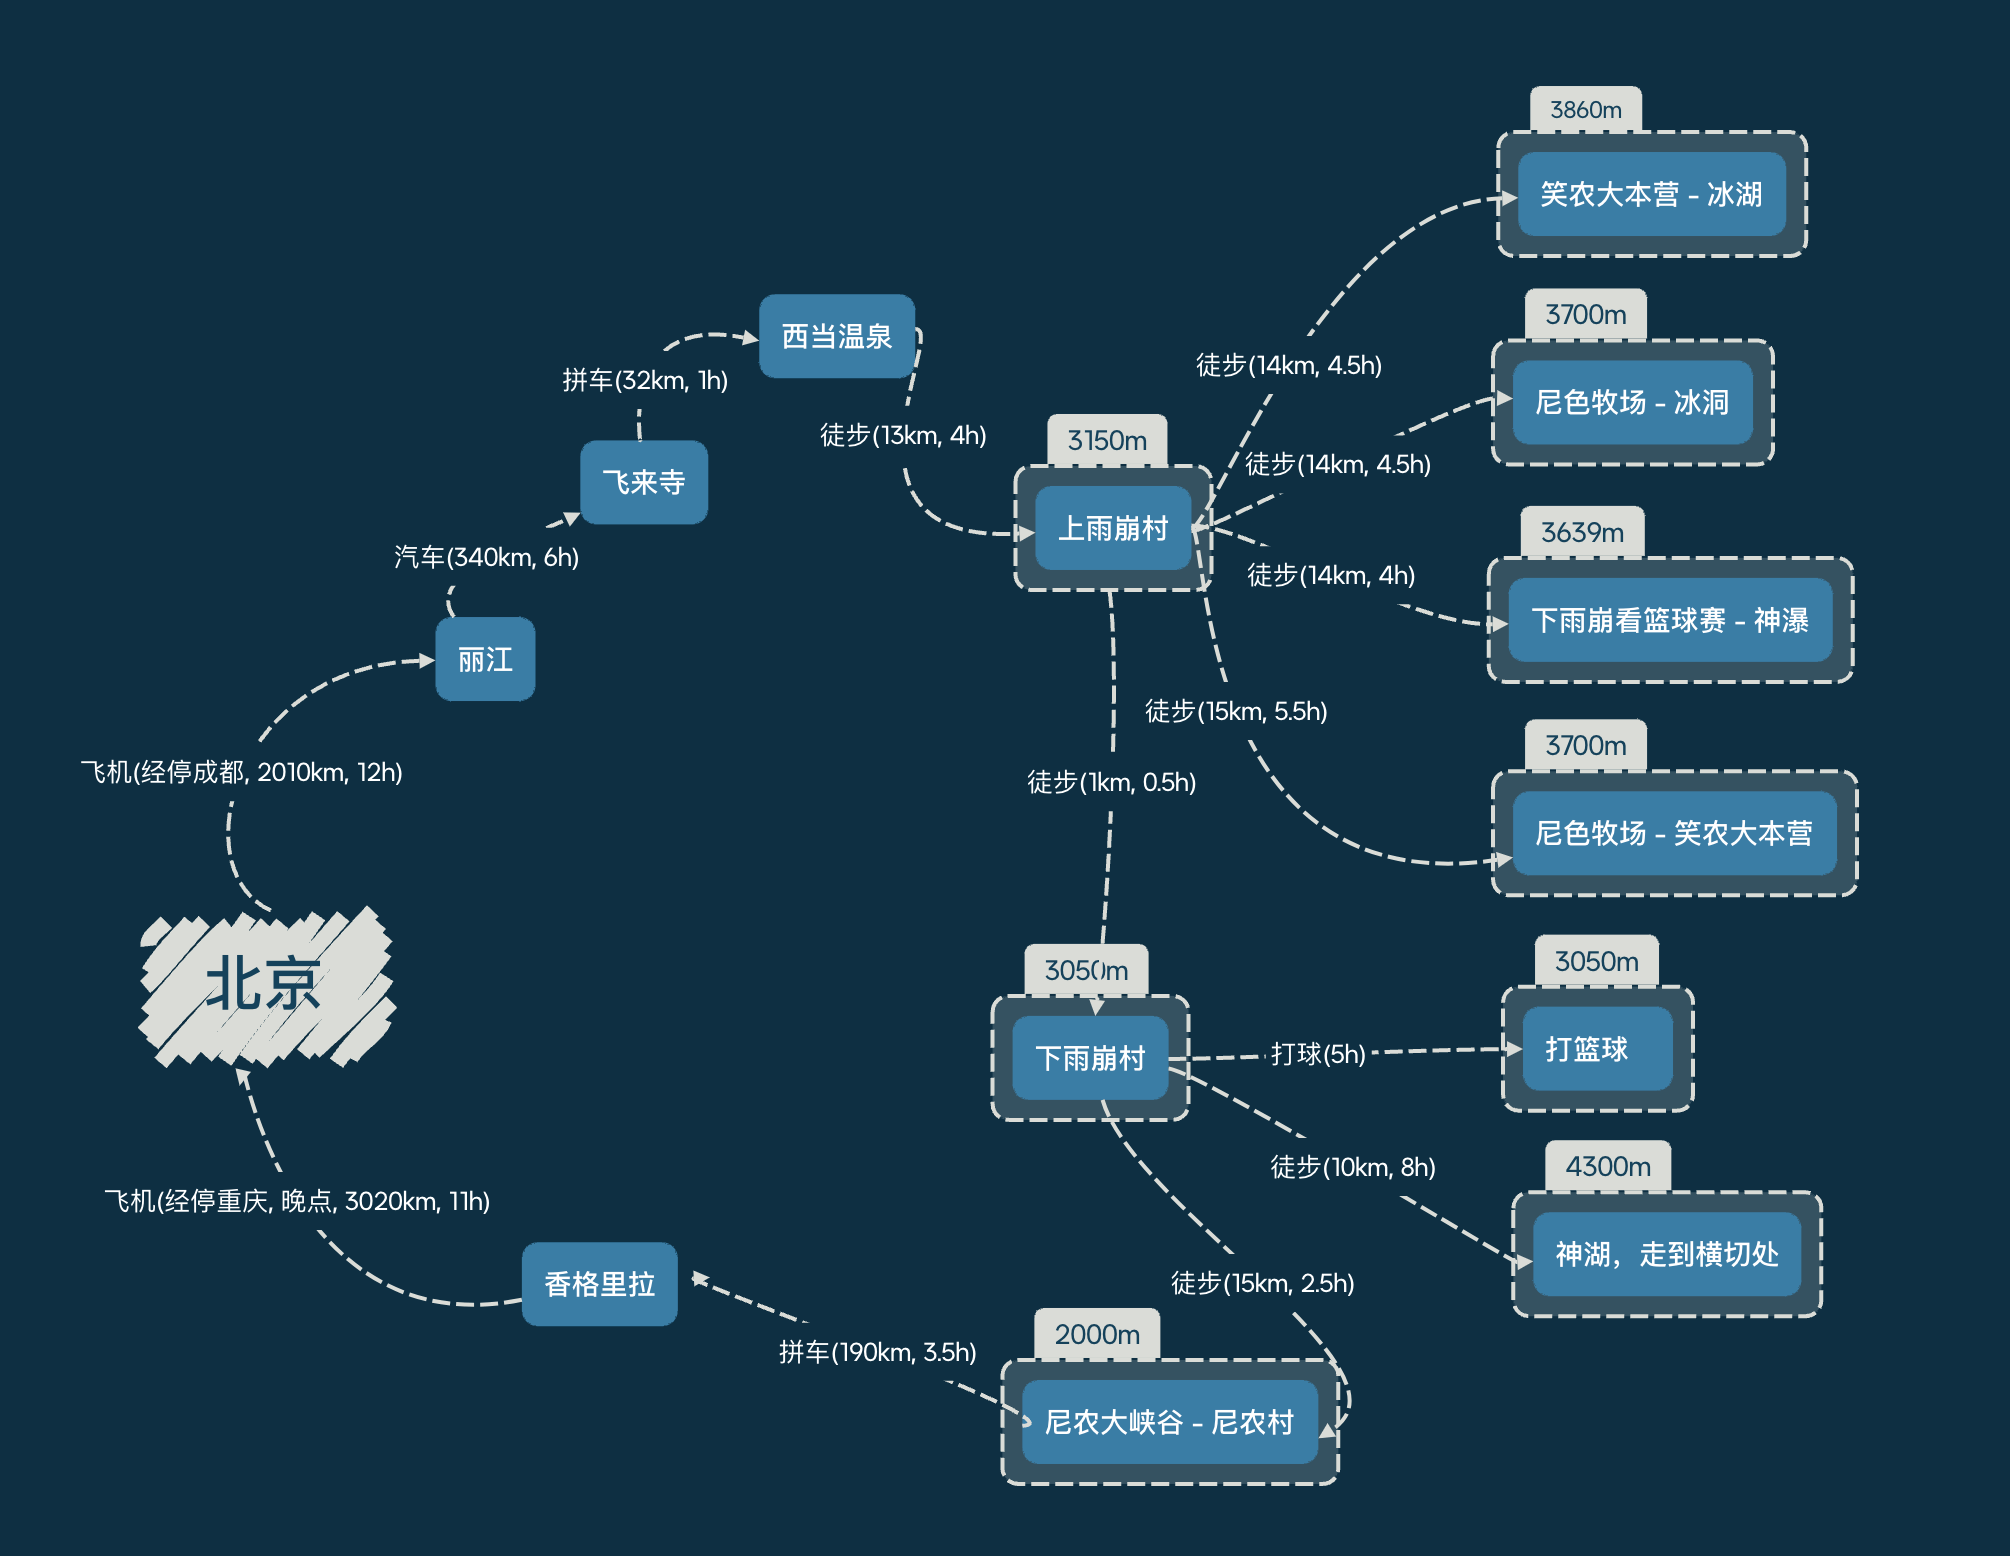 3860m
笑农大本营 - 冰湖
3700m
尼色牧场 - 冰洞
西当温泉
徒步(14km, 4.5h)
拼车(32km, 1h)
徒步(13km, 4h)
3150m
徒步(14km, 4.5h)
飞来寺
上雨崩村
3639m
汽车(340km, 6h)
徒步(14km, 4h)
下雨崩看篮球赛 - 神瀑
丽江
徒步(15km, 5.5h)
3700m
飞机(经停成都, 2010km, 12h)
徒步(1km, 0.5h)
尼色牧场 - 笑农大本营
北京
3050m
3050m
下雨崩村
打球(5h)
打篮球
徒步(10km, 8h)
4300m
飞机(经停重庆, 晚点, 3020km, 11h)
神湖，走到横切处
香格里拉
徒步(15km, 2.5h)
2000m
拼车(190km, 3.5h)
尼农大峡谷 - 尼农村